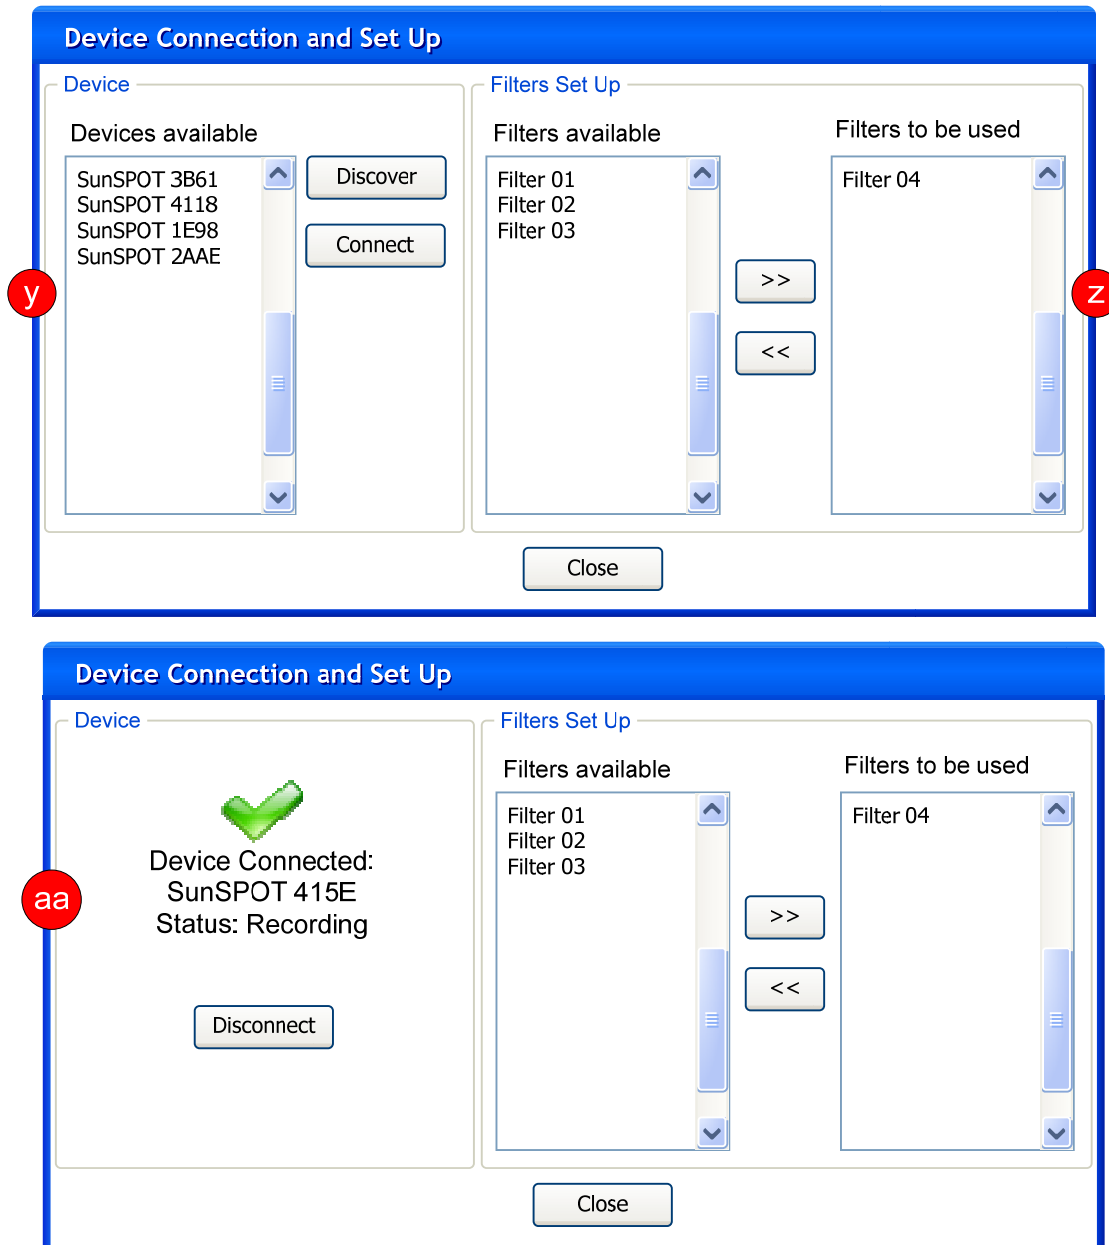 Device Connection and Set Up
Device
Filters Set Up
Devices available
Filters available
Filters to be used
SunSPOT 3B61
SunSPOT 4118
SunSPOT 1E98
SunSPOT 2AAE
Discover
Connect
Filter 01
Filter 02
Filter 03
>>
<<
Filter 04
y
z
Close
Device Connection and Set Up
Device
Filters Set Up
Device Connected:
SunSPOT 415E
Status: Recording
Disconnect
aa
Filters available
Filters to be used
Filter 01
Filter 02
Filter 03
>>
<<
Filter 04
Close